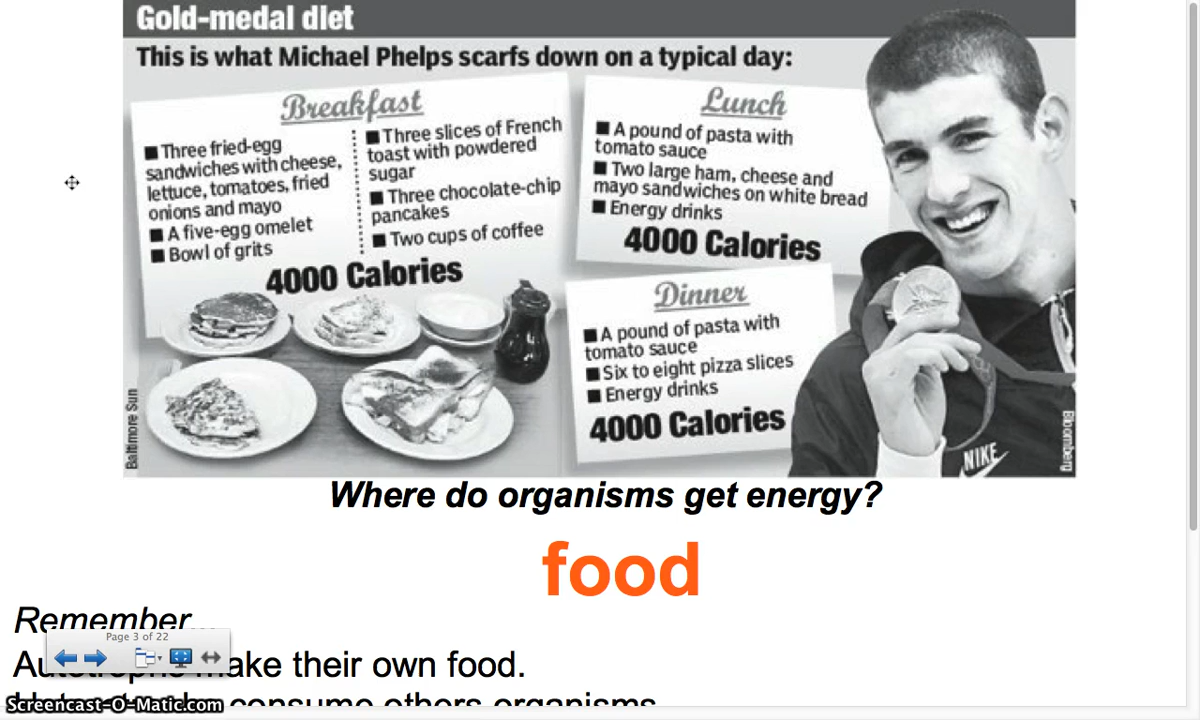 Gold-medal diet
This is what Michael Phelps scarfs down on a typical day:
Breakfast
■ Three fried-egg
sandwiches with cheese,
lettuce, tomatoes, fried
onions and mayo
■ A five-egg omelet
■ Bowl of grits
■ Three slices of French
toast with powdered
sugar
■ Three chocolate-chip
pancakes
■ Two cups of coffee
4000 Calories
Lunch
■ A pound of pasta with
tomato sauce
■ Two large ham, cheese and
mayo sandwiches on white bread
■ Energy drinks
4000 Calories
Dinner
■ A pound of pasta with
tomato sauce
■ Six to eight pizza slices
■ Energy drinks
4000 Calories
Baltimore Sun
Bloomberg
NIKE
Where do organisms get energy?
food
Remember...
Page 3 of 22
make their own food.
consume others organisms
Screencast-O-Matic.com